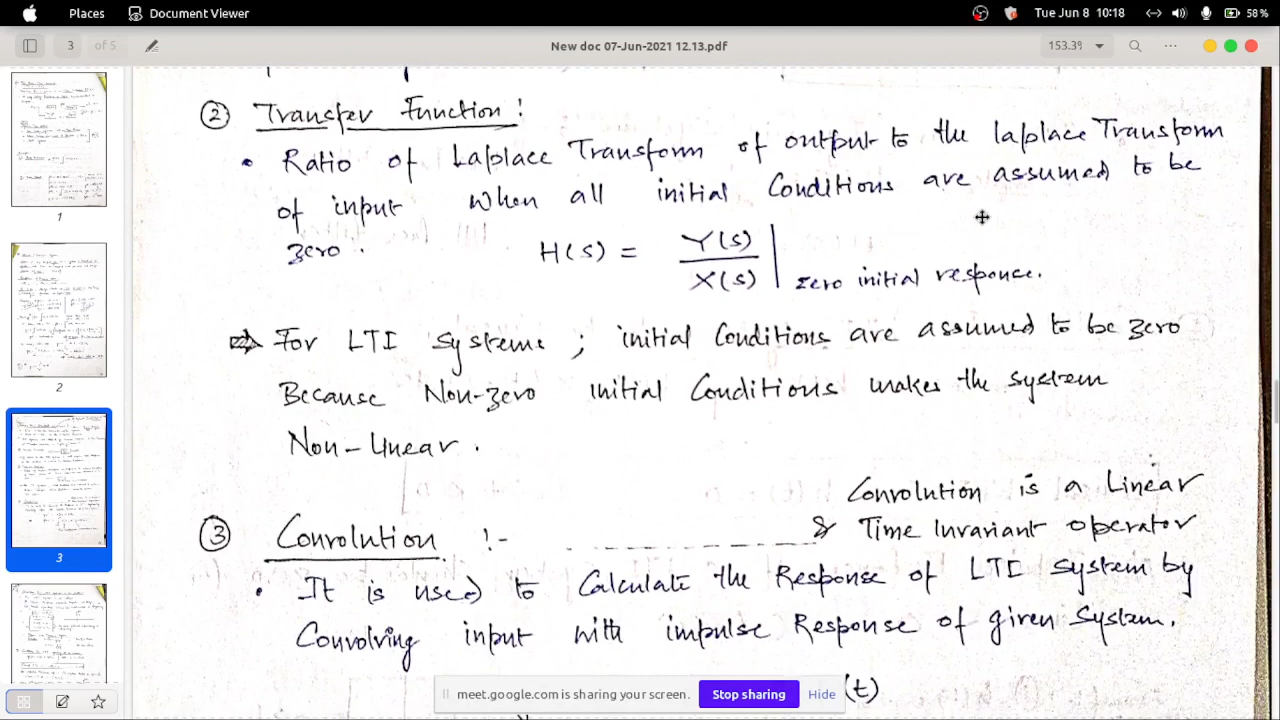 Places Document Viewer Tue Jun 8 10:18 58 %
3 of 5 New doc 07-Jun-2021 12.13.pdf 153.39
1
2
3
② Transfer Function:
• Ratio of Laplace Transform of output to the Laplace Transform
of input when all initial Conditions are assumed to be
zero.
H(s) = Y(s) / X(s) | zero initial response.
⇒ For LTI Systems ; initial Conditions are assumed to be zero
Because Non-zero initial Conditions makes the system
Non-Linear.
Convolution is a Linear
③ Convolution :- & Time Invariant operator
• It is used to Calculate the Response of LTI system by
Convolving input with impulse Response of given System.
(t)
meet.google.com is sharing your screen. Stop sharing Hide